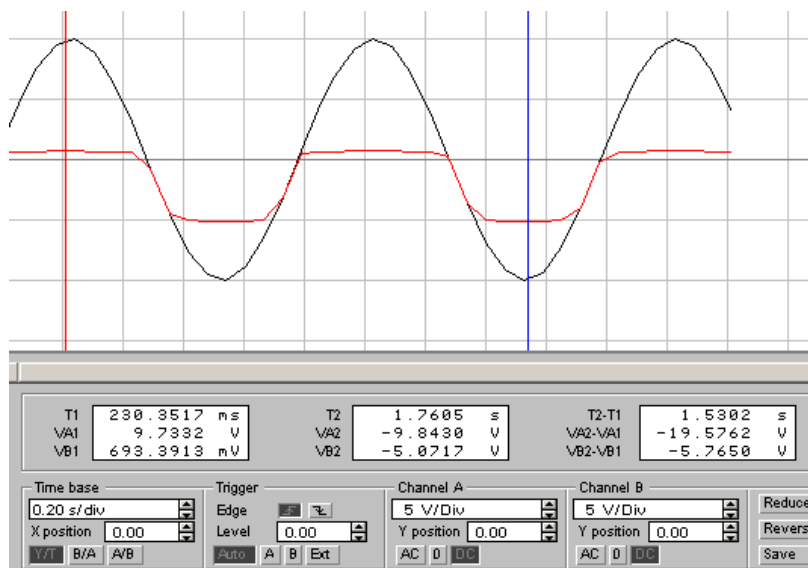 T1 230.3517 ms T2 1.7605 s T2-T1 1.5302 s
VA1 9.7332 V VA2 -9.8430 V VA2-VA1 -19.5762 V
VB1 693.3913 mV VB2 -5.0717 V VB2-VB1 -5.7650 V
Time base Trigger Channel A Channel B
0.20 s/div Edge 5 V/Div 5 V/Div Reduce
X position 0.00 Level 0.00 Y position 0.00 Y position 0.00 Revers
Y/T B/A A/B Auto A B Ext AC 0 DC AC 0 DC Save